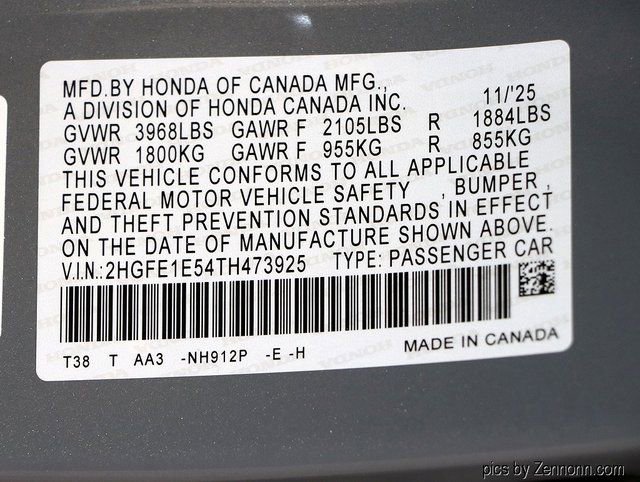 MFD.BY HONDA OF CANADA MFG.,
A DIVISION OF HONDA CANADA INC. 11/'25
GVWR 3968LBS GAWR F 2105LBS R 1884LBS
GVWR 1800KG GAWR F 955KG R 855KG
THIS VEHICLE CONFORMS TO ALL APPLICABLE
FEDERAL MOTOR VEHICLE SAFETY , BUMPER ,
AND THEFT PREVENTION STANDARDS IN EFFECT
ON THE DATE OF MANUFACTURE SHOWN ABOVE.
V.I.N.:2HGFE1E54TH473925 TYPE: PASSENGER CAR
T38 T AA3 -NH912P -E -H MADE IN CANADA
pics by Zennonn.com